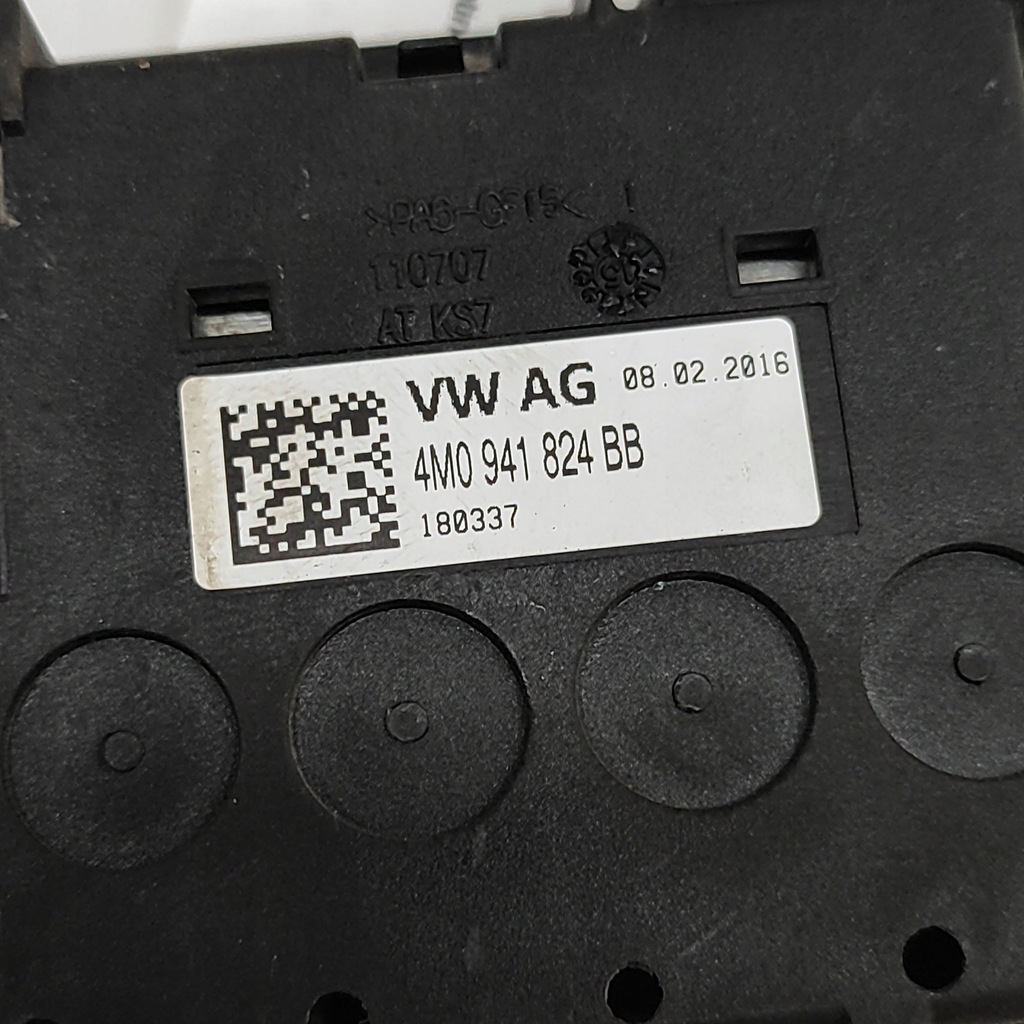 >PA6-GF15<
110707
AT KS7
VW AG 08.02.2016
4M0 941 824 BB
180337